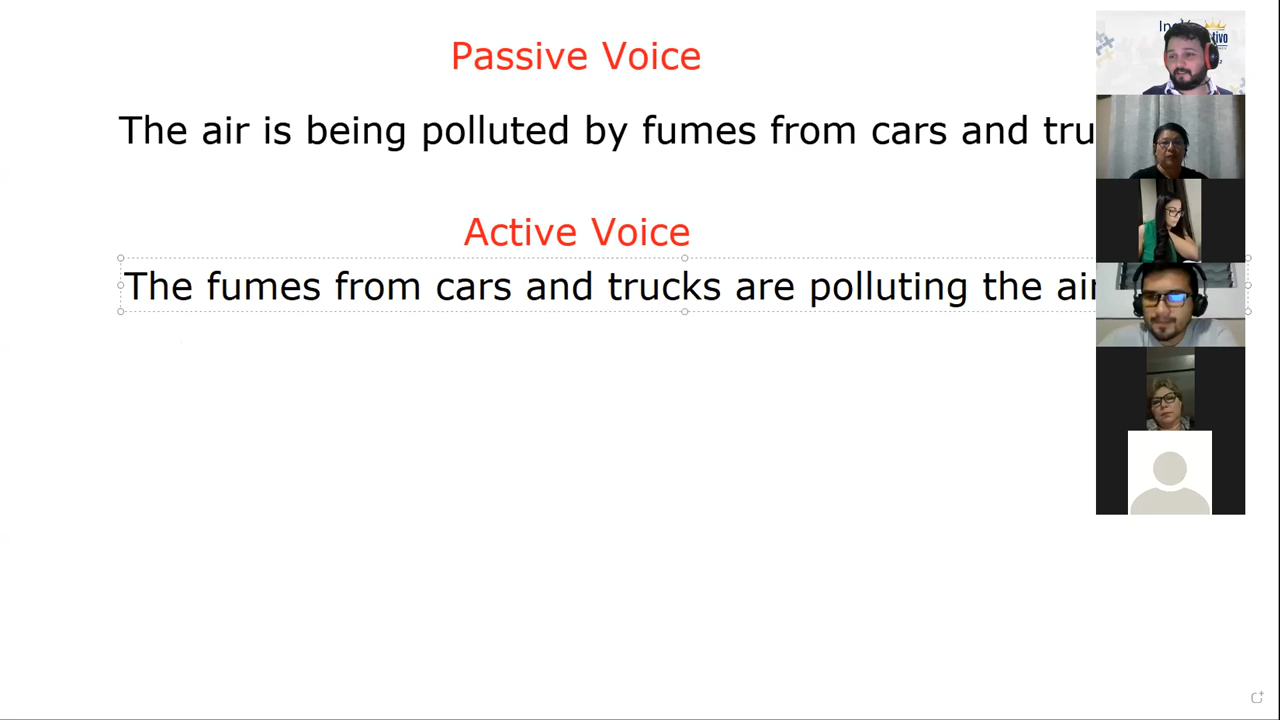 Passive Voice
The air is being polluted by fumes from cars and
Active Voice
The fumes from cars and trucks are polluting the air